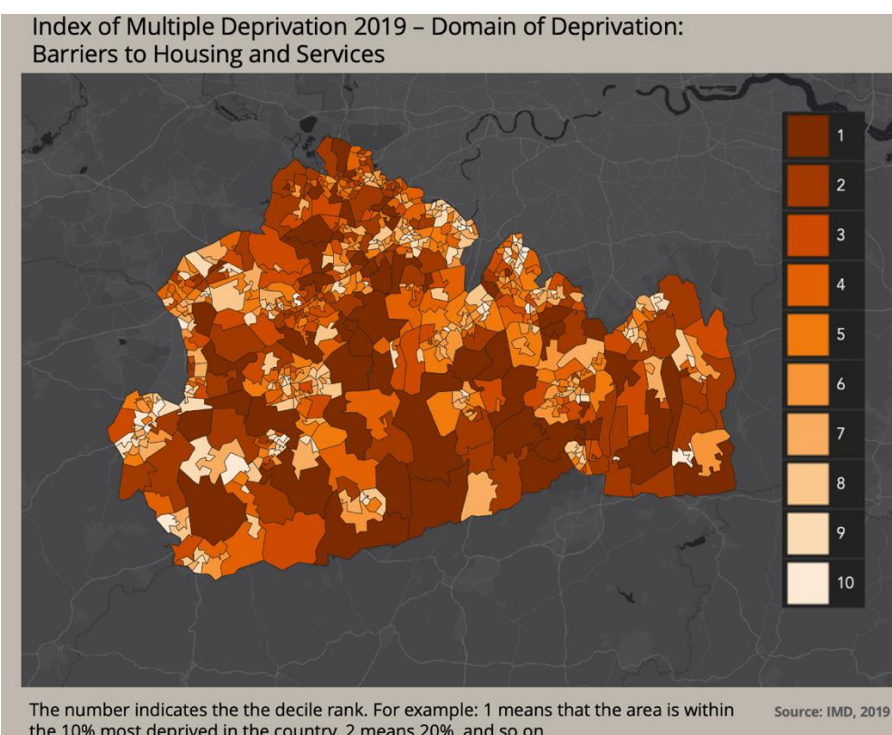 Index of Multiple Deprivation 2019 – Domain of Deprivation:
Barriers to Housing and Services
1
2
3
4
5
6
7
8
9
10
The number indicates the the decile rank. For example: 1 means that the area is within
the 10% most deprived in the country, 2 means 20%, and so on
Source: IMD, 2019